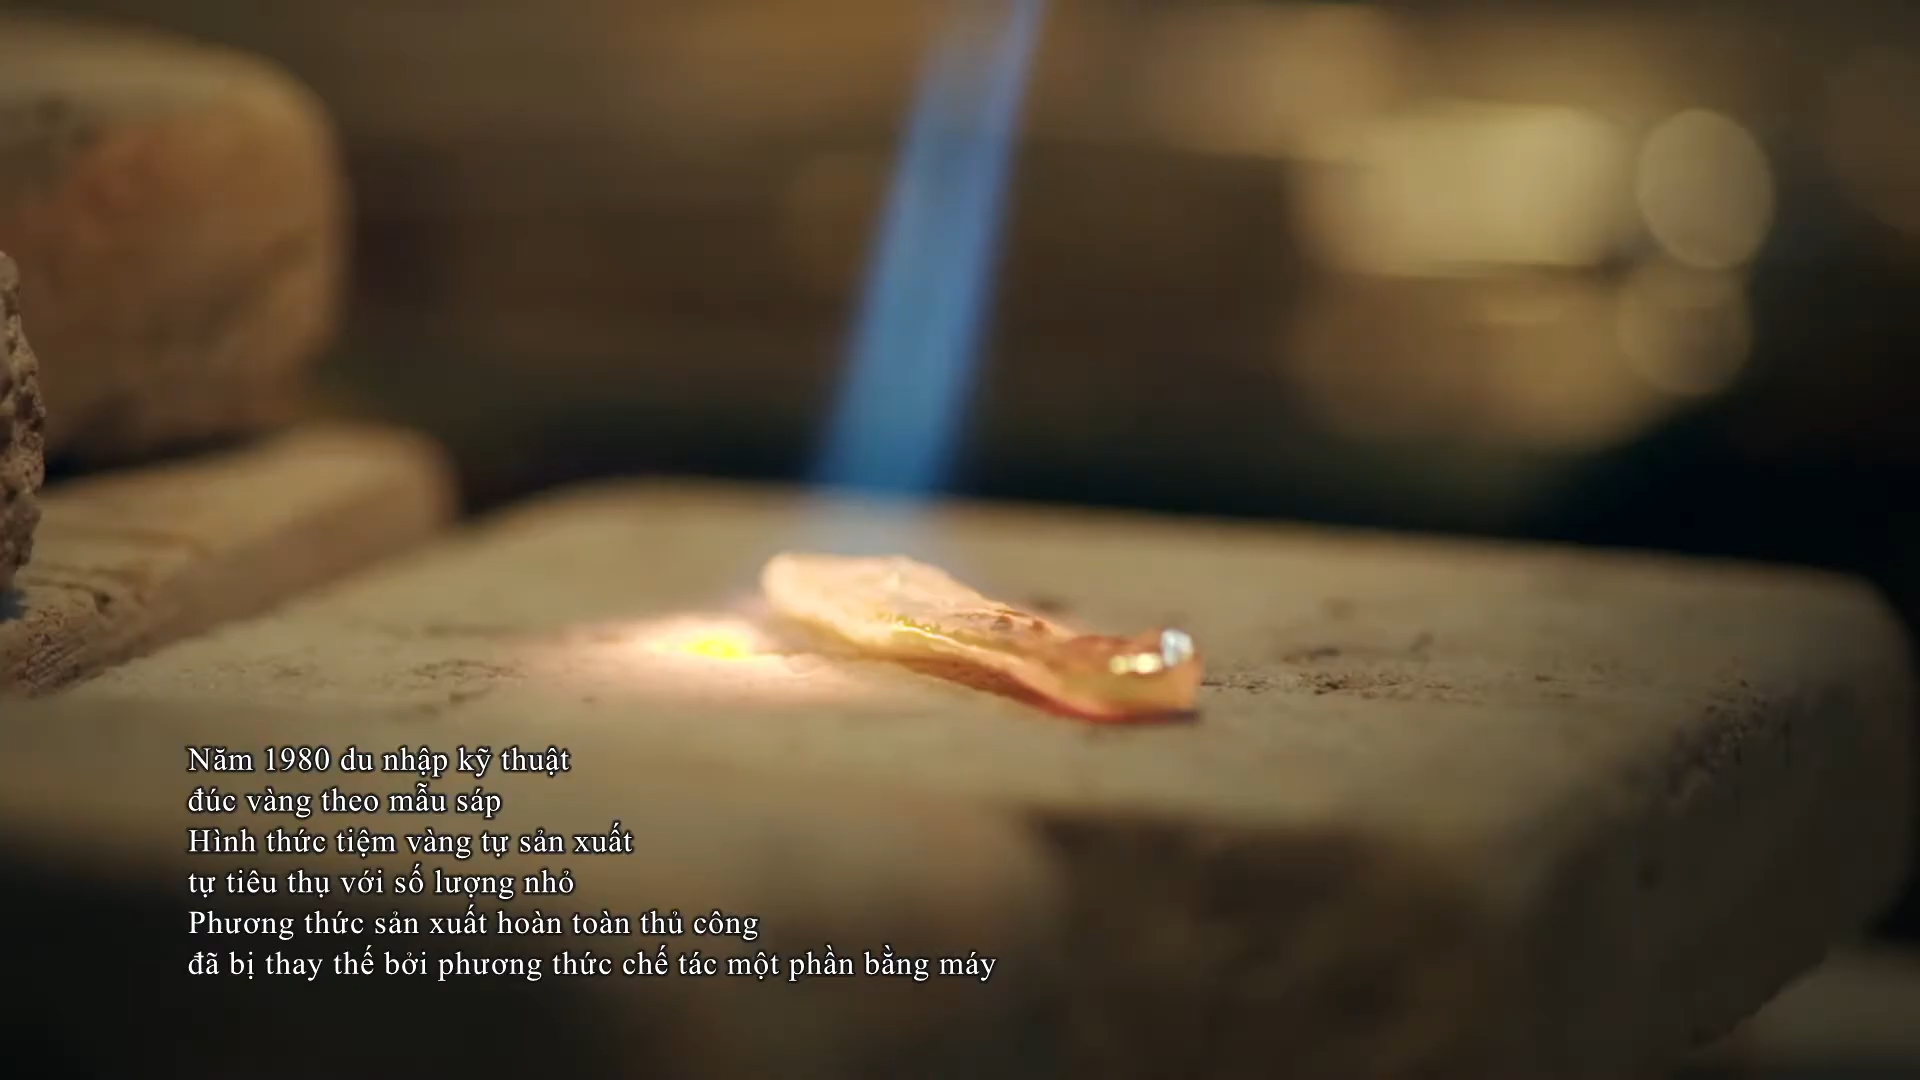 Năm 1980 du nhập kỹ thuật
đúc vàng theo mẫu sáp
Hình thức tiệm vàng tự sản xuất
tự tiêu thụ với số lượng nhỏ
Phương thức sản xuất hoàn toàn thủ công
đã bị thay thế bởi phương thức chế tác một phần bằng máy